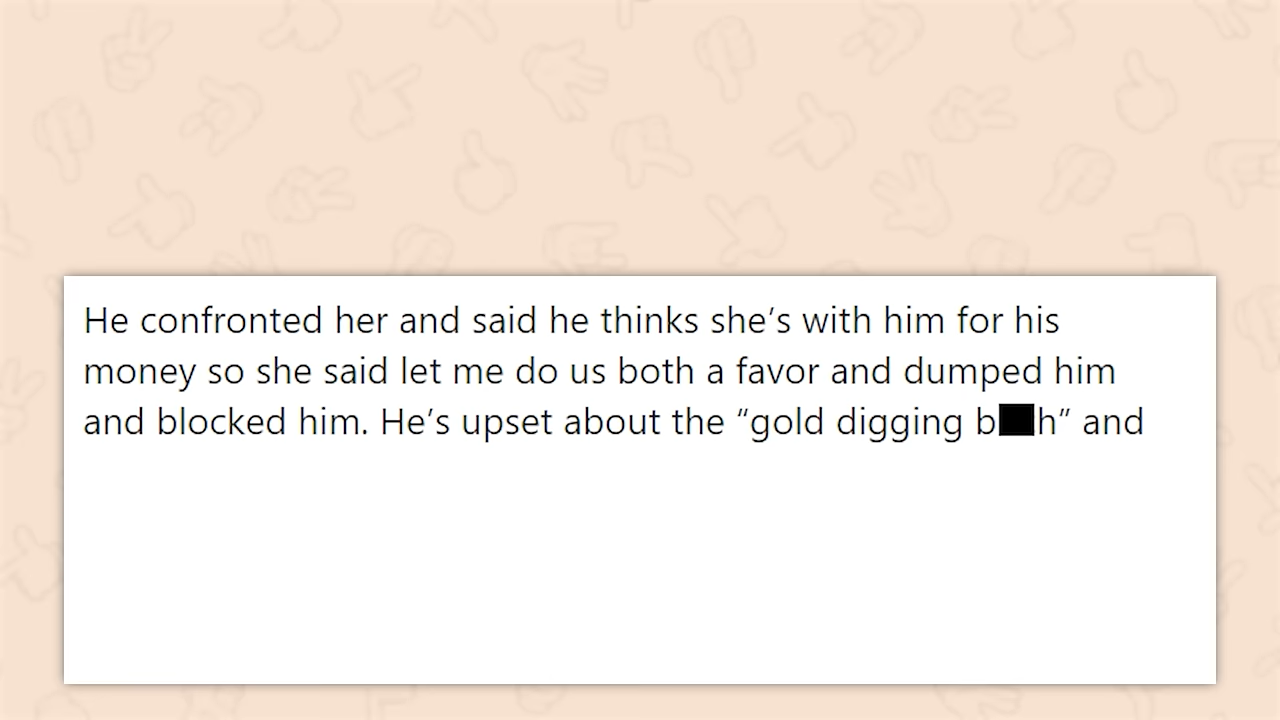 He confronted her and said he thinks she’s with him for his
money so she said let me do us both a favor and dumped him
and blocked him. He’s upset about the “gold digging b■h” and